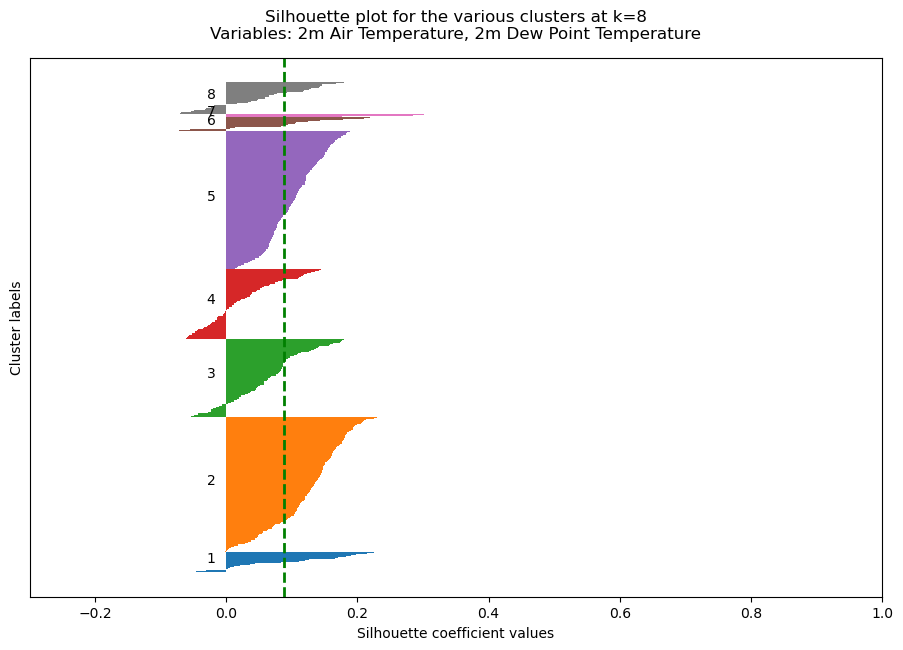 Silhouette plot for the various clusters at k=8
Variables: 2m Air Temperature, 2m Dew Point Temperature
8
7
6
5
4
3
2
1
Cluster labels
−0.2 0.0 0.2 0.4 0.6 0.8 1.0
Silhouette coefficient values